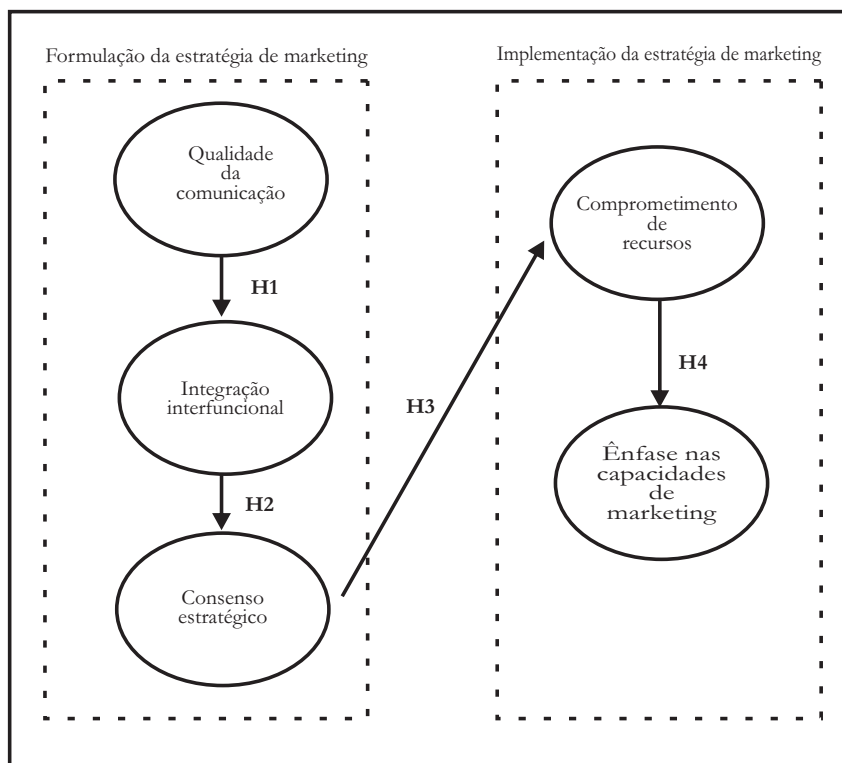 Formulação da estratégia de marketing
Qualidade
da
comunicação
H1
Integração
interfuncional
H2
Consenso
estratégico
H3
Implementação da estratégia de marketing
Comprometimento
de
recursos
H4
Ênfase nas
capacidades
de
marketing